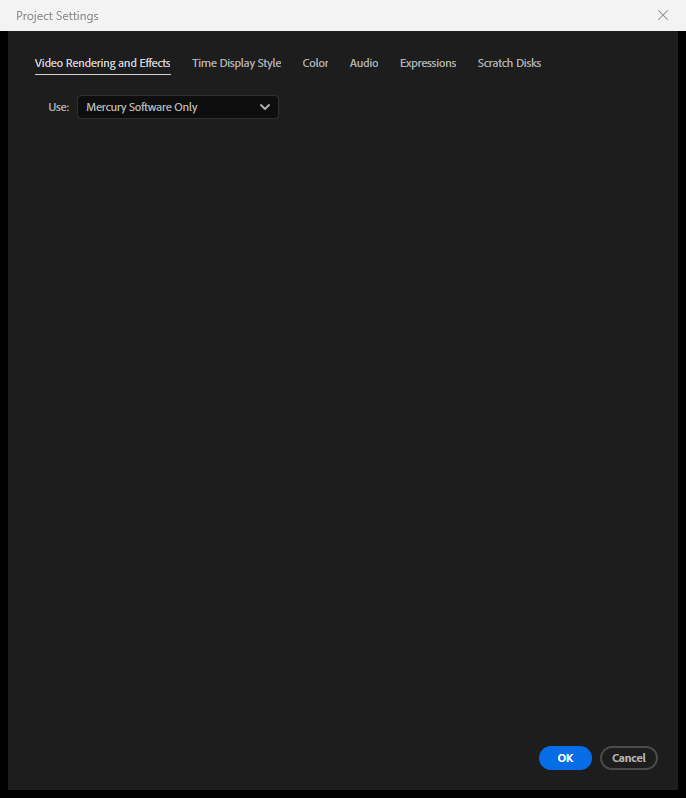 Project Settings
Video Rendering and Effects Time Display Style Color Audio Expressions Scratch Disks
Use: Mercury Software Only
OK Cancel